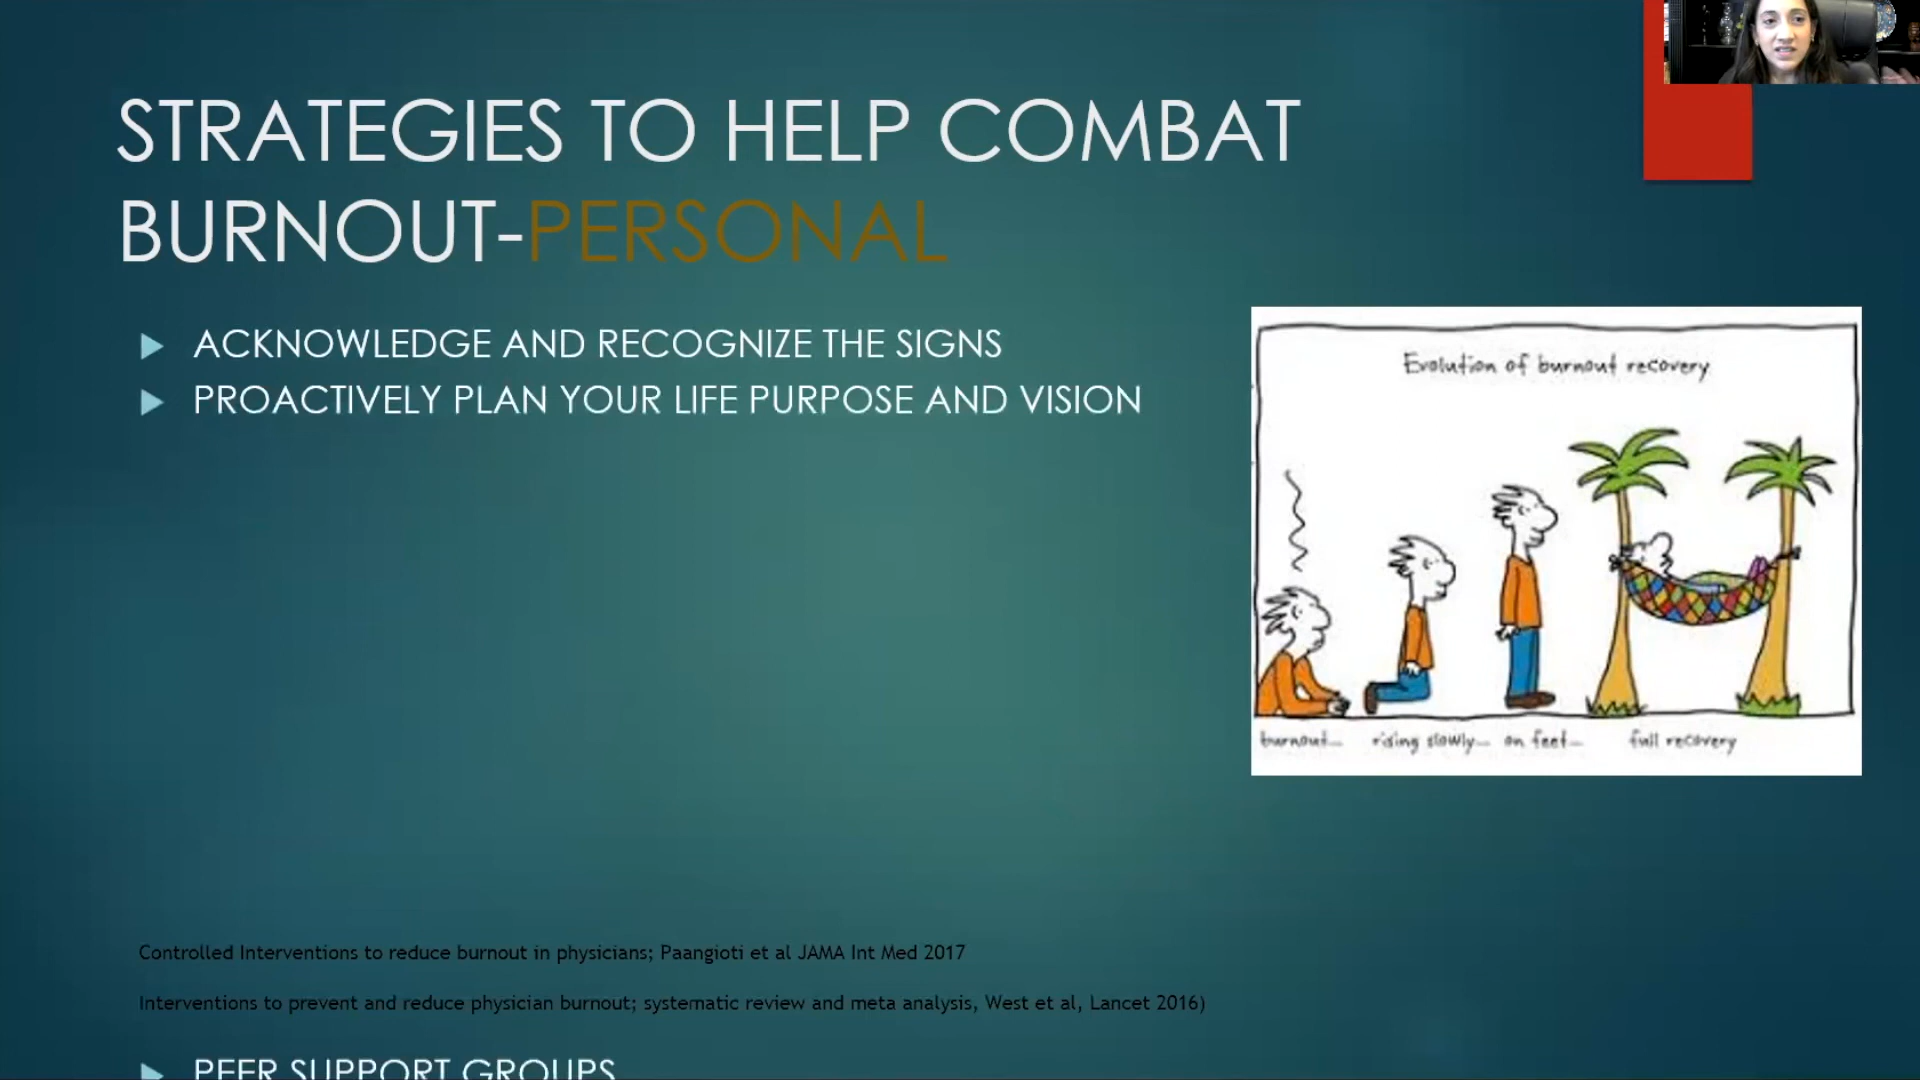 STRATEGIES TO HELP COMBAT
BURNOUT-PERSONAL
ACKNOWLEDGE AND RECOGNIZE THE SIGNS
PROACTIVELY PLAN YOUR LIFE PURPOSE AND VISION
Evolution of burnout recovery
burnout... rising slowly... on feet... full recovery
Controlled Interventions to reduce burnout in physicians; Paangioti et al JAMA Int Med 2017
Interventions to prevent and reduce physician burnout; systematic review and meta analysis, West et al, Lancet 2016)
PEER SUPPORT GROUPS